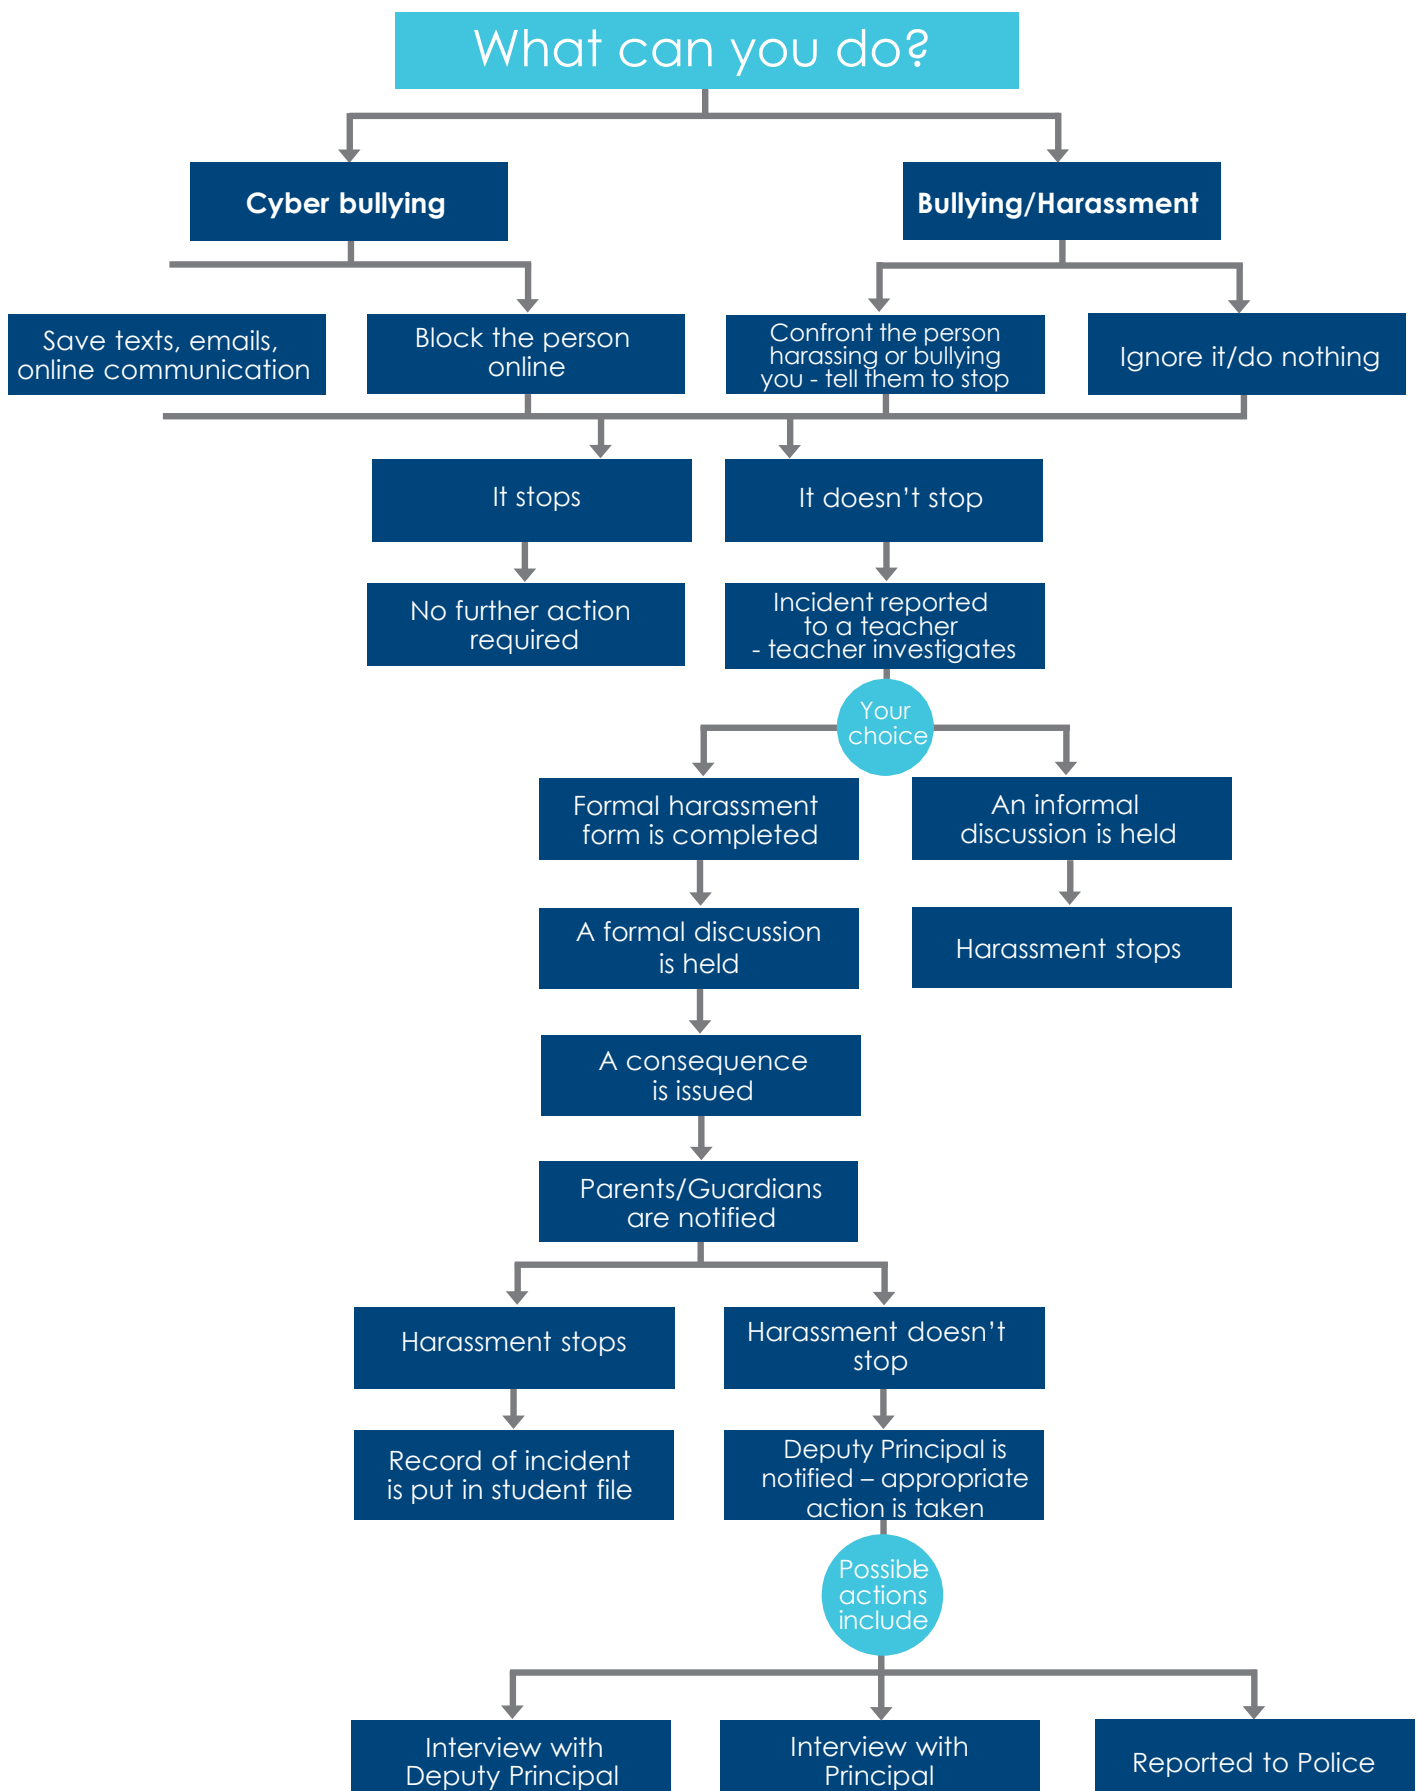 What can you do?
Cyber bullying
Bullying/Harassment
Save texts, emails,
online communication
Block the person
online
Confront the person
harassing or bullying
you - tell them to stop
Ignore it/do nothing
It stops
It doesn't stop
No further action
required
Incident reported
to a teacher
- teacher investigates
Your
choice
Formal harassment
form is completed
An informal
discussion is held
A formal discussion
is held
Harassment stops
A consequence
is issued
Parents/Guardians
are notified
Harassment stops
Harassment doesn't
stop
Record of incident
is put in student file
Deputy Principal is
notified – appropriate
action is taken
Possible
actions
include
Interview with
Deputy Principal
Interview with
Principal
Reported to Police